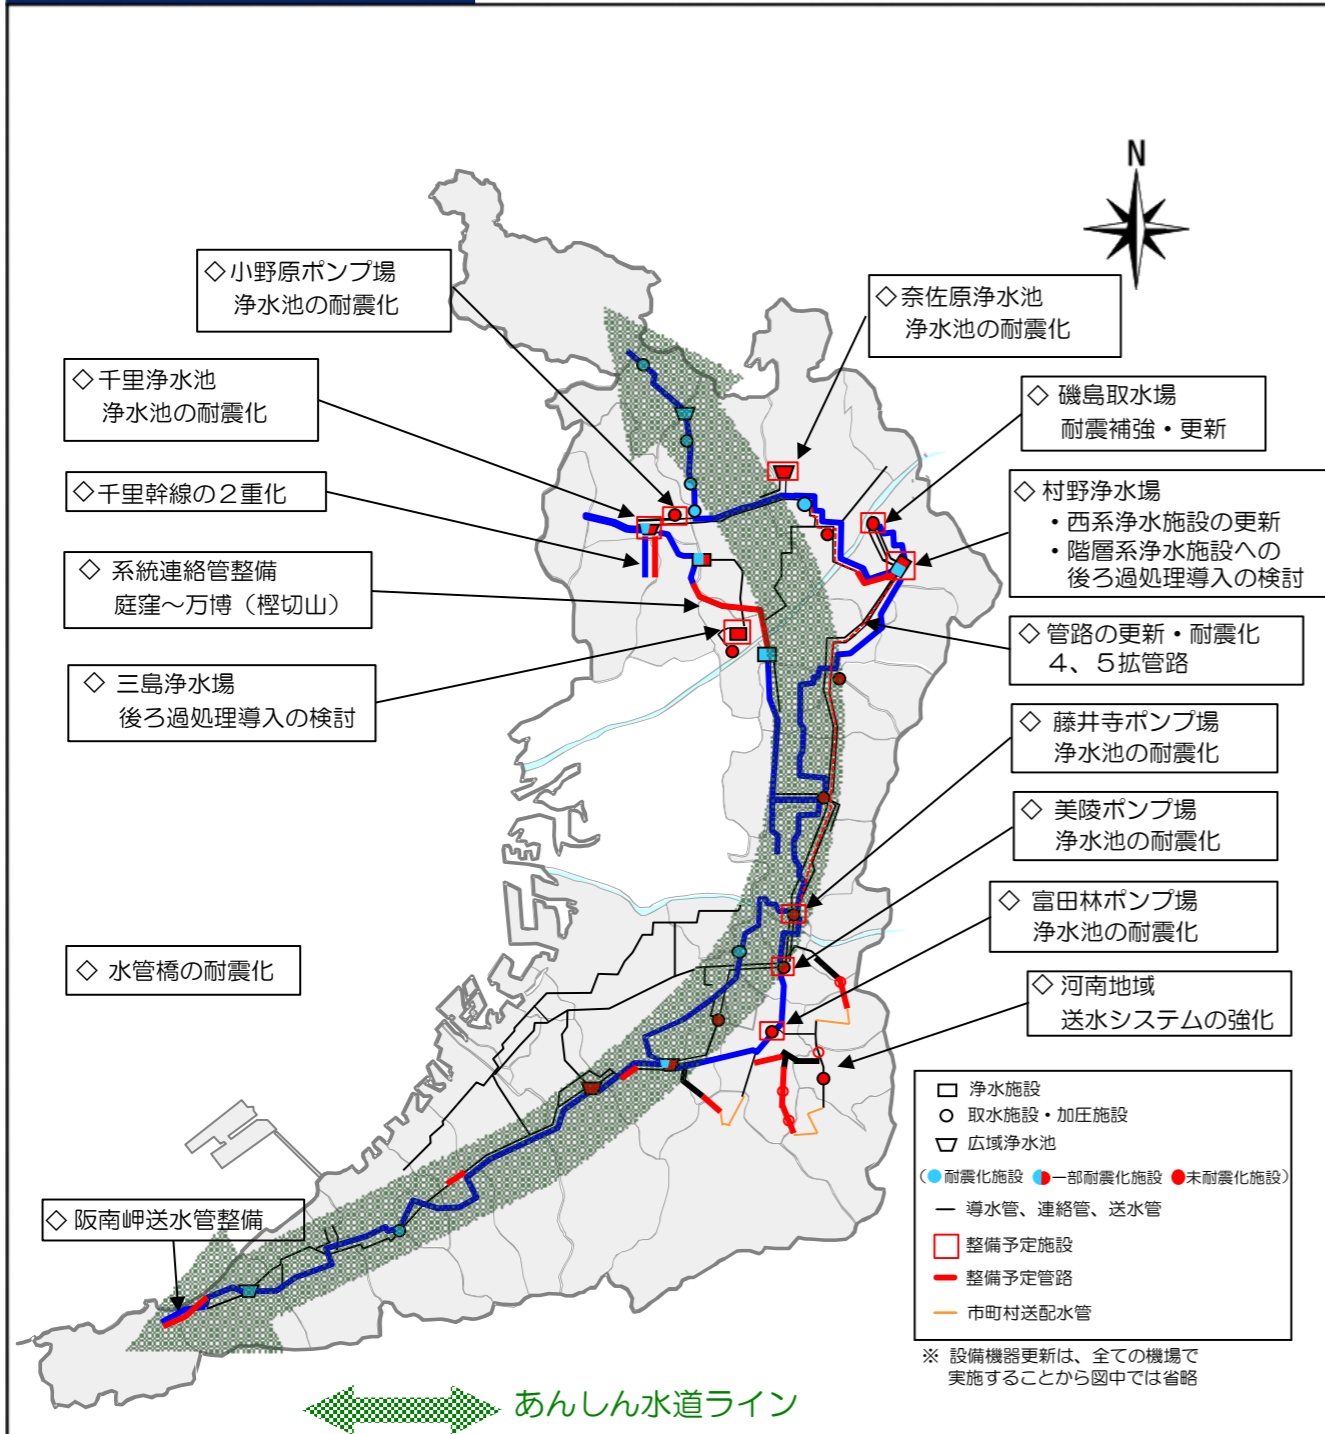 N
◇小野原ポンプ場
浄水池の耐震化
◇奈佐原浄水池
浄水池の耐震化
◇千里浄水池
浄水池の耐震化
◇ 磯島取水場
耐震補強・更新
◇千里幹線の２重化
◇ 村野浄水場
・西系浄水施設の更新
・階層系浄水施設への
後ろ過処理導入の検討
◇ 系統連絡管整備
庭窪～万博（樫切山）
◇ 管路の更新・耐震化
４、５拡管路
◇ 三島浄水場
後ろ過処理導入の検討
◇ 藤井寺ポンプ場
浄水池の耐震化
◇ 美陵ポンプ場
浄水池の耐震化
◇ 富田林ポンプ場
浄水池の耐震化
◇ 水管橋の耐震化
◇ 河南地域
送水システムの強化
◇ 阪南岬送水管整備
浄水施設
取水施設・加圧施設
広域浄水池
（耐震化施設 一部耐震化施設 未耐震化施設）
導水管、連絡管、送水管
整備予定施設
整備予定管路
市町村送配水管
※ 設備機器更新は、全ての機場で
実施することから図中では省略
あんしん水道ライン